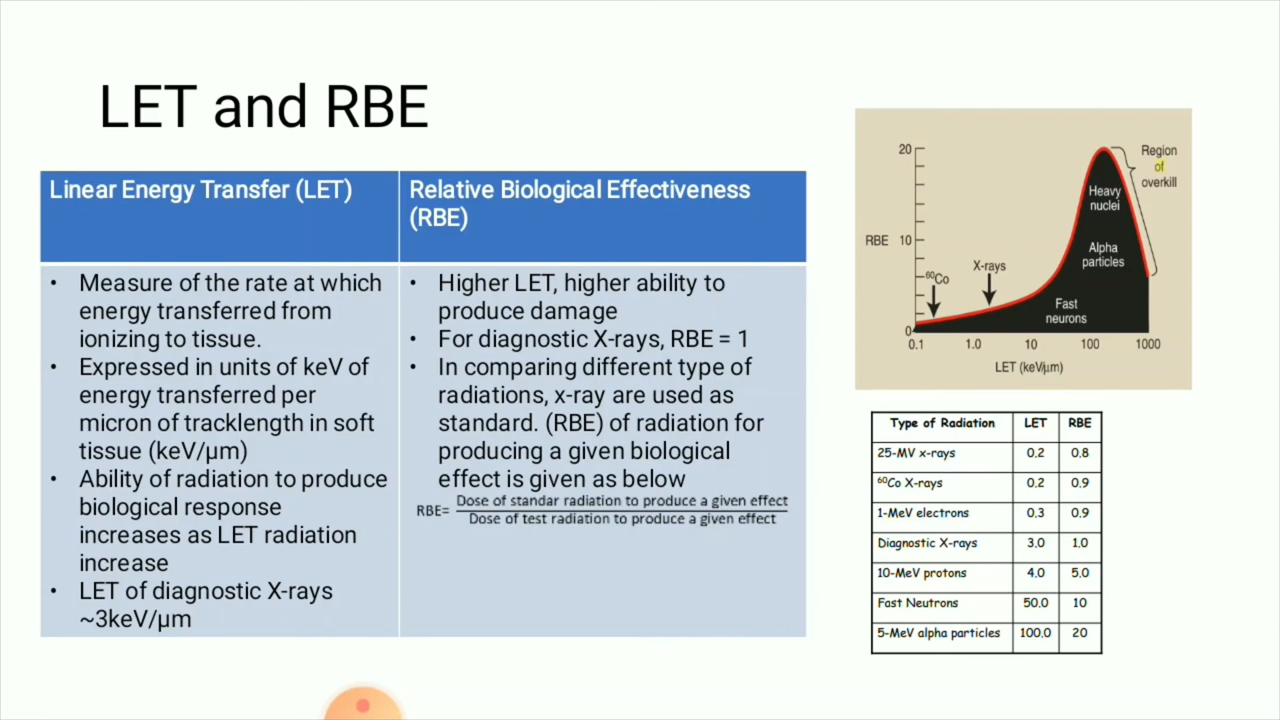 LET and RBE
Linear Energy Transfer (LET)
Relative Biological Effectiveness
(RBE)
• Measure of the rate at which
energy transferred from
ionizing to tissue.
• Expressed in units of keV of
energy transferred per
micron of tracklength in soft
tissue (keV/µm)
• Ability of radiation to produce
biological response
increases as LET radiation
increase
• LET of diagnostic X-rays
~3keV/µm
• Higher LET, higher ability to
produce damage
• For diagnostic X-rays, RBE = 1
• In comparing different type of
radiations, x-ray are used as
standard. (RBE) of radiation for
producing a given biological
effect is given as below
RBE= Dose of standar radiation to produce a given effect
Dose of test radiation to produce a given effect
20
Region
of
overkill
Heavy
nuclei
RBE 10
Alpha
particles
X-rays
⁶⁰Co
Fast
neurons
0
0.1 1.0 10 100 1000
LET (keV/µm)
Type of Radiation LET RBE
25-MV x-rays 0.2 0.8
⁶⁰Co X-rays 0.2 0.9
1-MeV electrons 0.3 0.9
Diagnostic X-rays 3.0 1.0
10-MeV protons 4.0 5.0
Fast Neutrons 50.0 10
5-MeV alpha particles 100.0 20